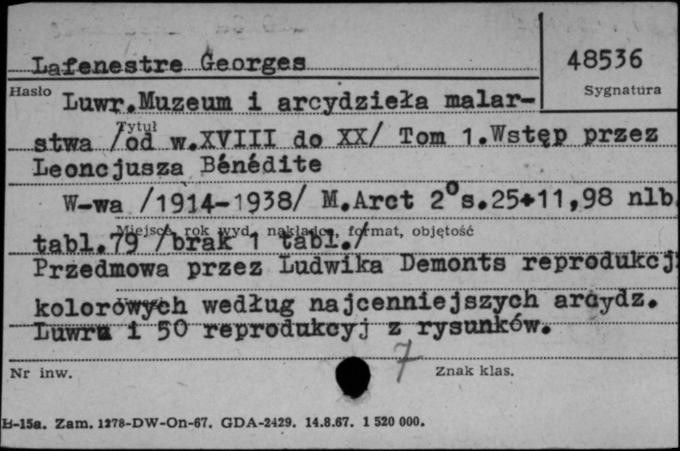 Lafenestre Georges
48536
Hasło
Sygnatura
Luwr.Muzeum i arcydzieła malar-
Tytuł
stwa /od w.XVIII do XX/ Tom 1.Wstęp przez
Leoncjusza Bénédite
W-wa /1914-1938/ M.Arct 2° s.25+11,98 nlb
Miejsce, rok wyd., nakładca, format, objętość
tabl.79 /brak 1 tabl./
Przedmowa przez Ludwika Demonts reprodukcj
kolorowych według najcenniejszych arcydz.
Luwru i 50 reprodukcyj z rysunków.
Nr inw.
7
Znak klas.
H-15a. Zam. 1278-DW-On-67. GDA-2429. 14.8.67. 1 520 000.